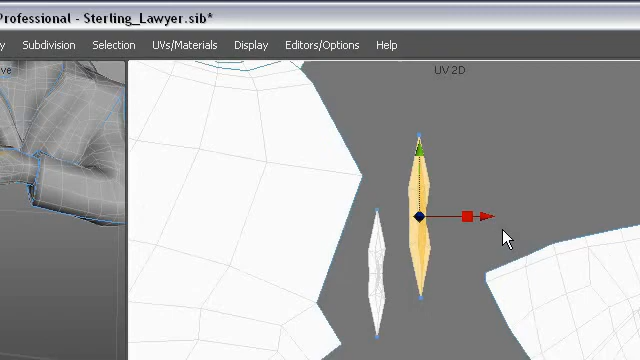 Professional - Sterling_Lawyer.sib*
y Subdivision Selection UVs/Materials Display Editors/Options Help
ve UV 2D